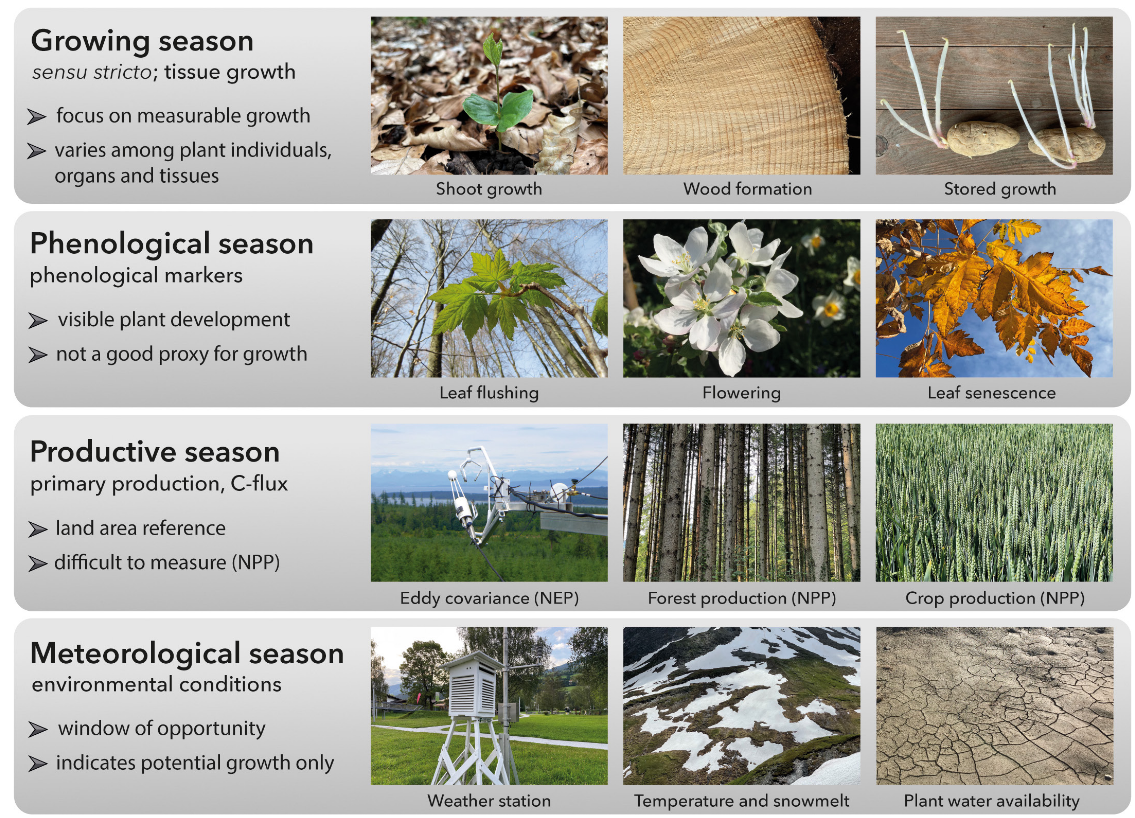 Growing season
sensu stricto; tissue growth
➢ focus on measurable growth
➢ varies among plant individuals,
organs and tissues
Shoot growth
Wood formation
Stored growth
Phenological season
phenological markers
➢ visible plant development
➢ not a good proxy for growth
Leaf flushing
Flowering
Leaf senescence
Productive season
primary production, C-flux
➢ land area reference
➢ difficult to measure (NPP)
Eddy covariance (NEP)
Forest production (NPP)
Crop production (NPP)
Meteorological season
environmental conditions
➢ window of opportunity
➢ indicates potential growth only
Weather station
Temperature and snowmelt
Plant water availability